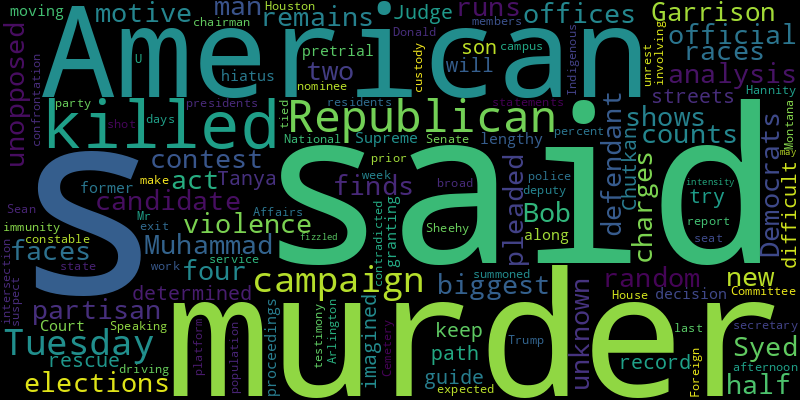 moving
man
Houston
runs
Garrison
motive
remains
Judge
offices
chairman
members
Donald
official
American
U
pretrial
son
campus
races
hiatus
two
will
custody
Indigenous
unrest
involving
analysis
unopposed
confrontation
nominee
streets
Hannity
party
presidents
residents
statements
shot
days
tied
killed
Republican
shows
Montana
National
Supreme
Senate
lengthy
percent
counts
may
contest
prior
defendant
Chutkan
Democrats
difficult
S
said
former
make
act
Tanya
finds
week
broad
pleaded
police
deputy
charges
intensity
try
candidate
Sean
Mr
violence
Affairs
contradicted
granting
Sheehy
Bob
report
immunity
exit
constable
fizzled
along
seat
faces
Muhammad
work
service
four
state
intersection
suspect
campaign
biggest
summoned
random
new
determined
House
decision
Committee
partisan
murder
unknown
Court
Speaking
platform
population
proceedings
testimony
Arlington
imagined
Cemetery
keep
Trump
record
last
secretary
Tuesday
rescue
path
Syed
driving
guide
Foreign
afternoon
elections
expected
half